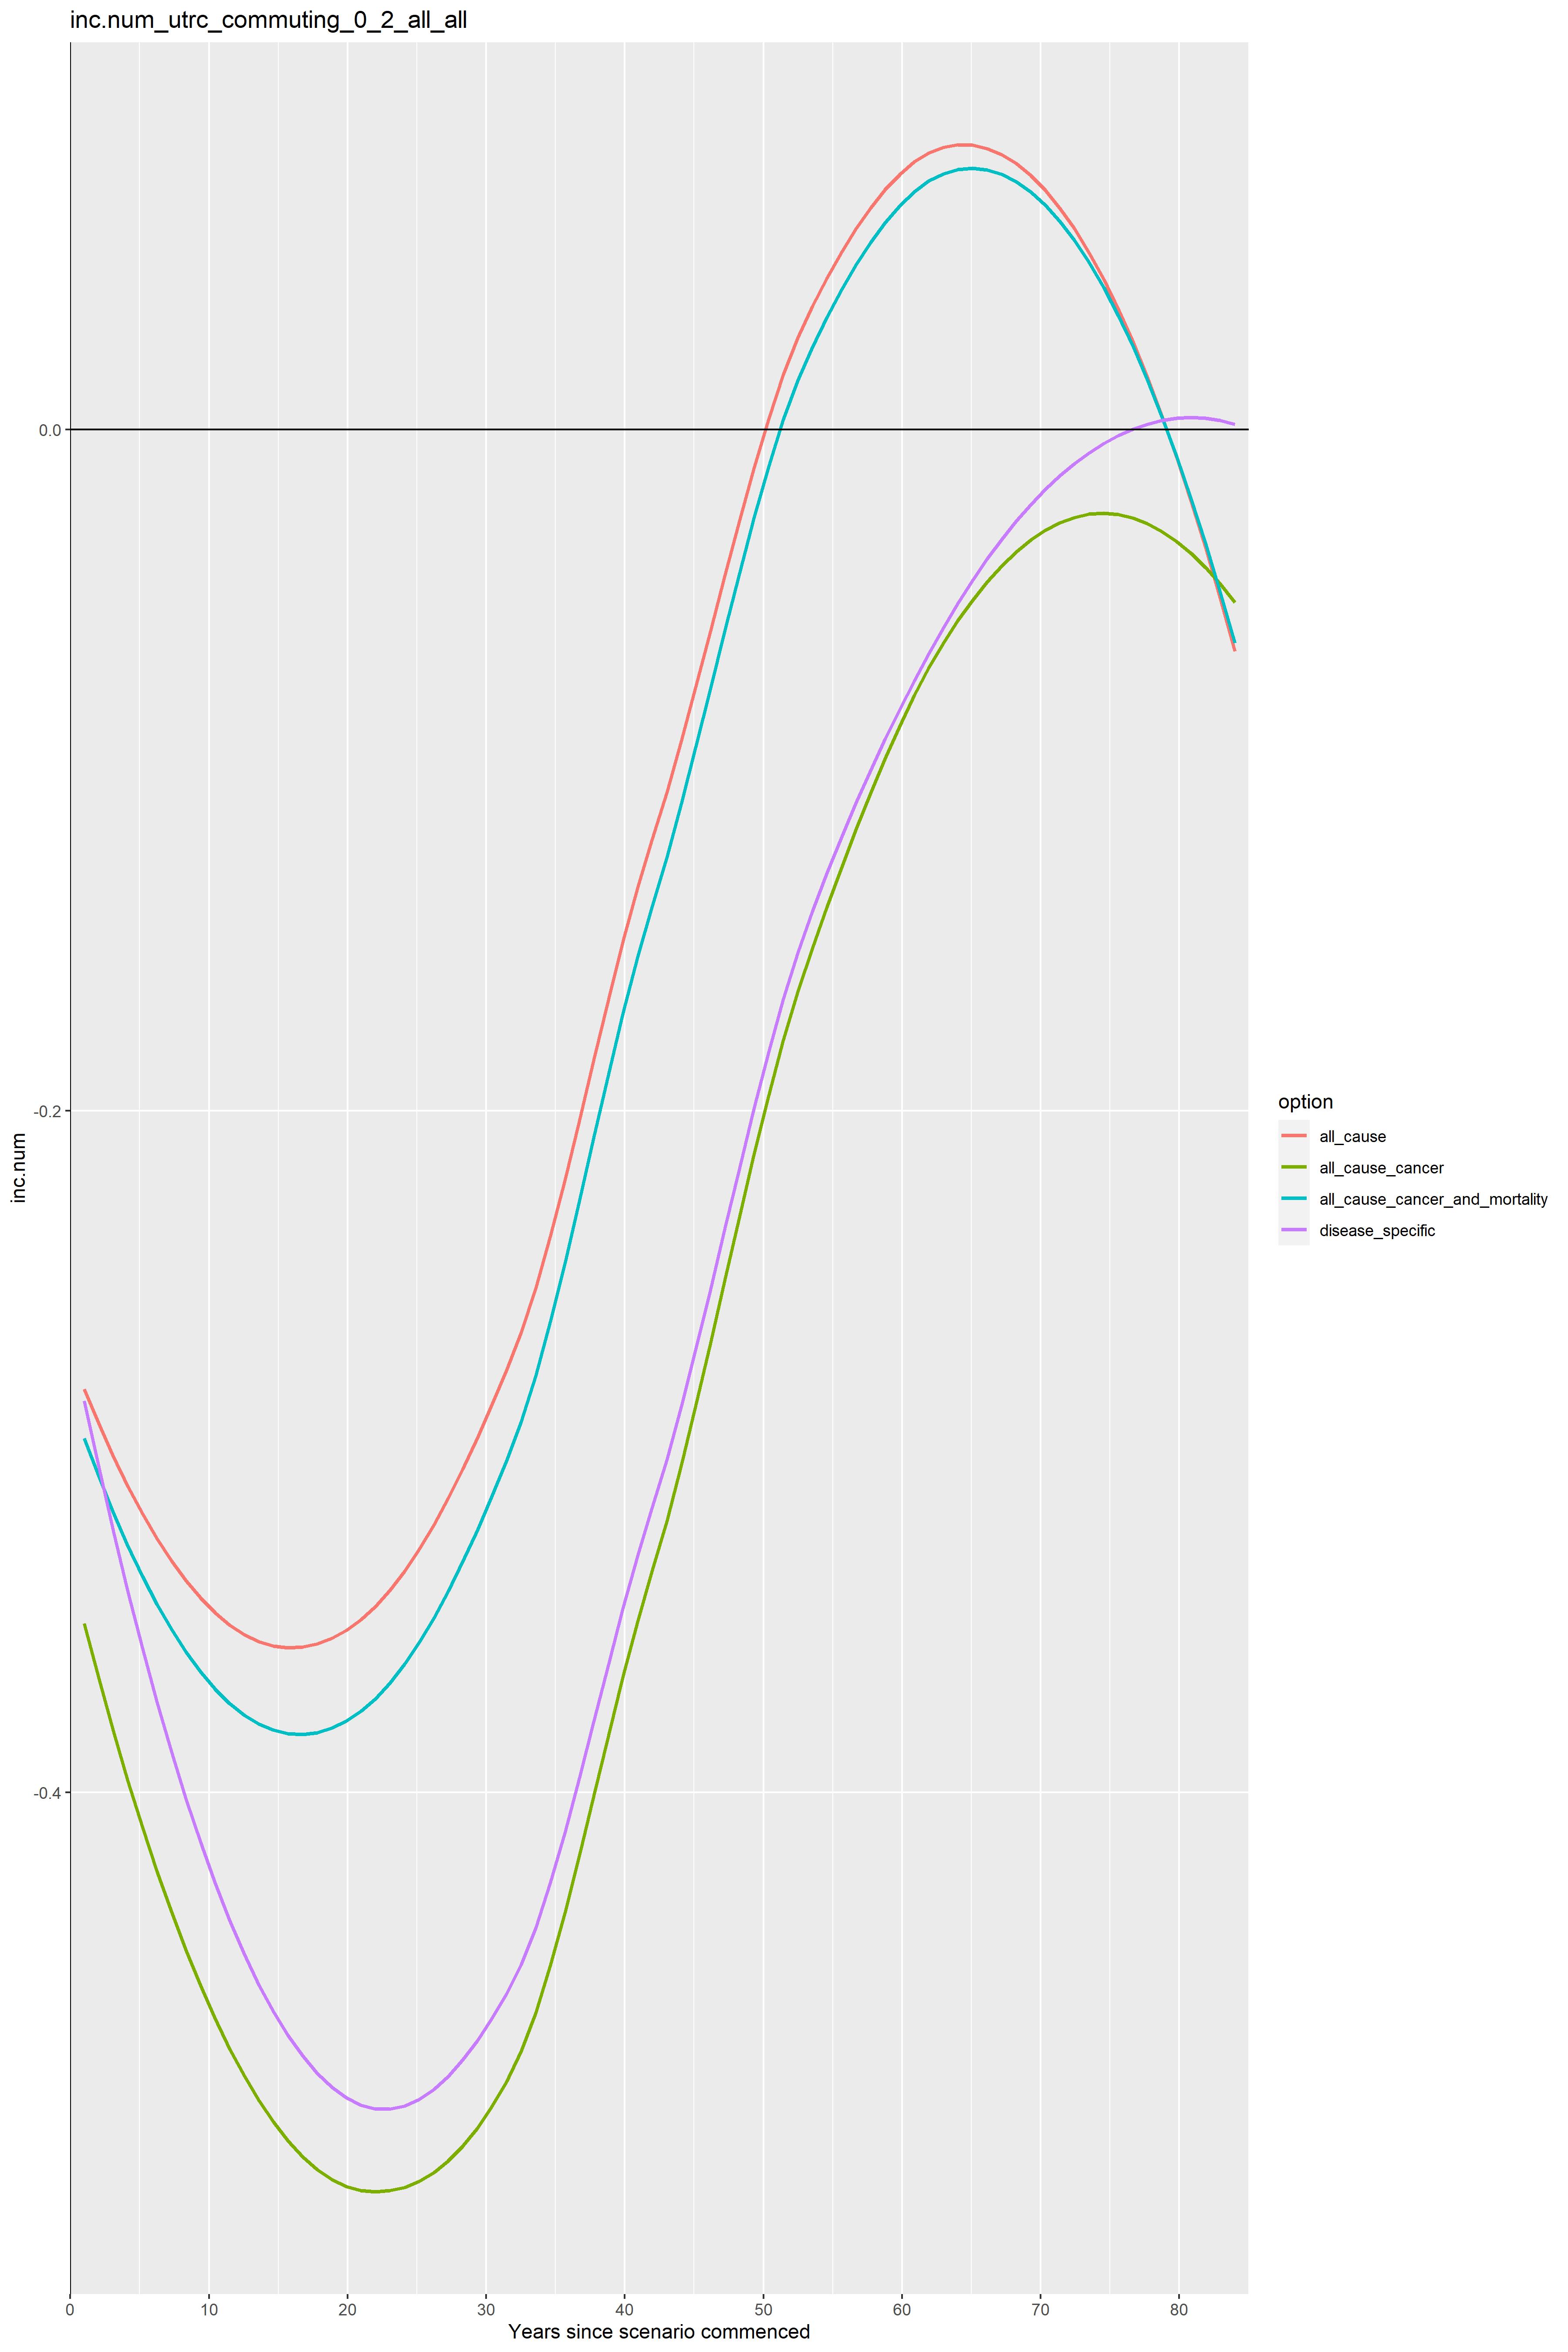 inc.num_utrc_commuting_0_2_all_all
0.0
-0.2
-0.4
inc.num
0 10 20 30 40 50 60 70 80
Years since scenario commenced
option
all_cause
all_cause_cancer
all_cause_cancer_and_mortality
disease_specific